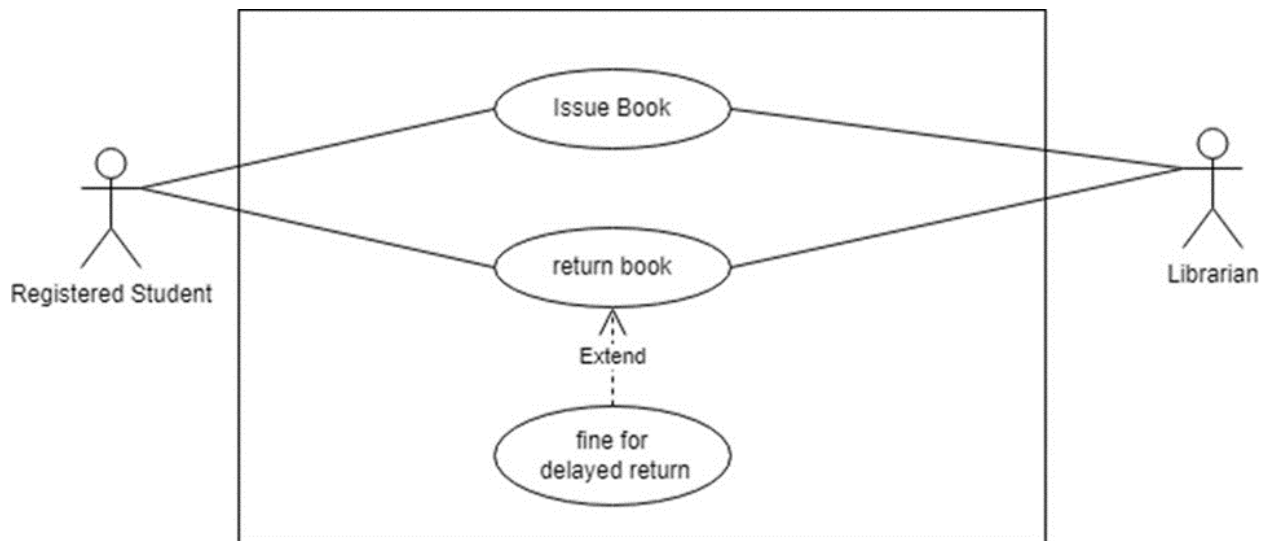 Issue Book
Registered Student
return book
Librarian
Extend
fine for
delayed return